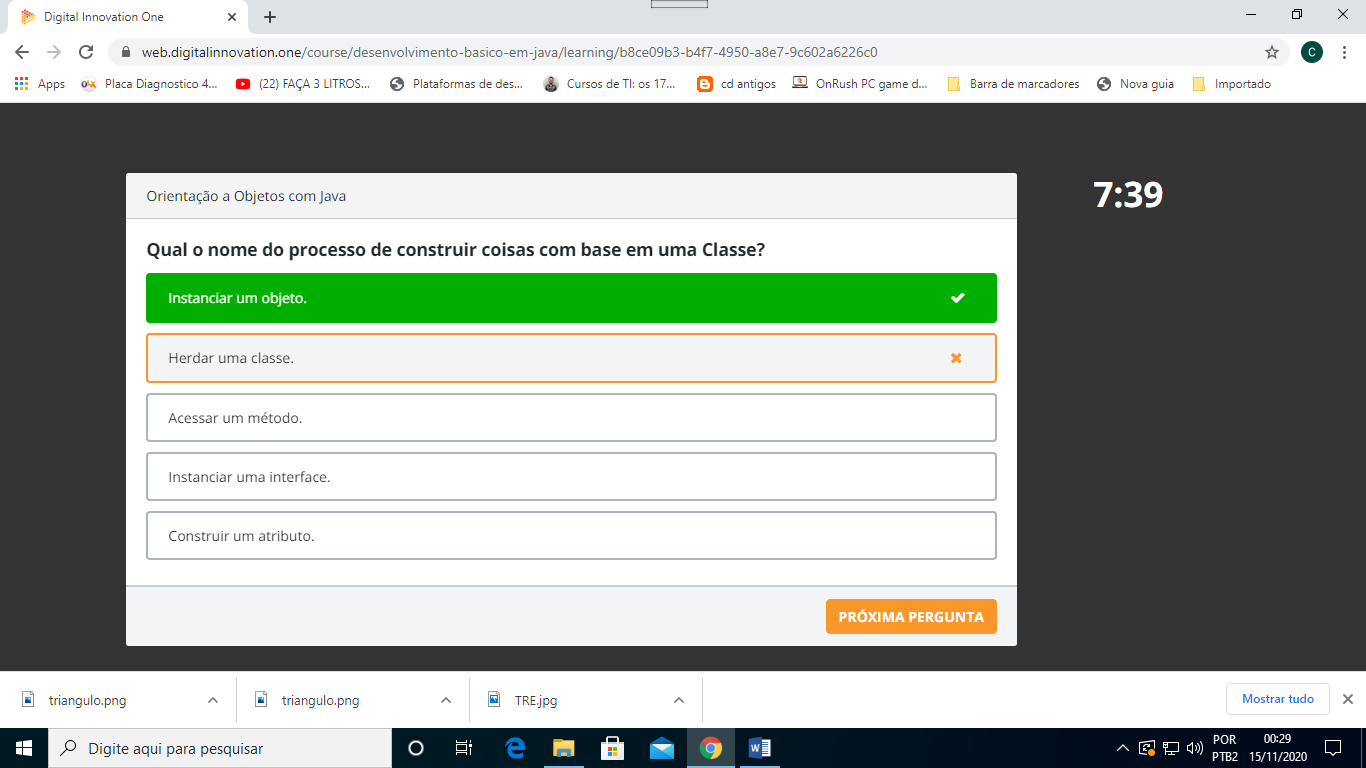 Digital Innovation One
web.digitalinnovation.one/course/desenvolvimento-basico-em-java/learning/b8ce09b3-b4f7-4950-a8e7-9c602a6226c0
C
Apps Placa Diagnostico 4... (22) FAÇA 3 LITROS... Plataformas de des... Cursos de TI: os 17... cd antigos OnRush PC game d... Barra de marcadores Nova guia Importado
Orientação a Objetos com Java
7:39
Qual o nome do processo de construir coisas com base em uma Classe?
Instanciar um objeto.
Herdar uma classe.
Acessar um método.
Instanciar uma interface.
Construir um atributo.
PRÓXIMA PERGUNTA
triangulo.png triangulo.png TRE.jpg Mostrar tudo
Digite aqui para pesquisar
POR 00:29
PTB2 15/11/2020